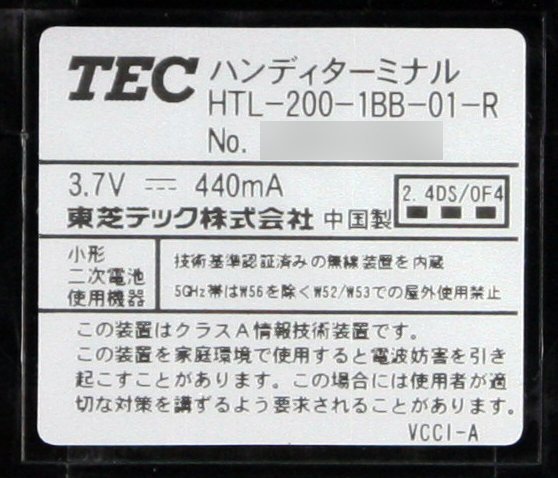 TEC ハンディターミナル
HTL-200-1BB-01-R
No.
3.7V ⎓ 440mA
2.4DS/OF4
東芝テック株式会社 中国製
小形
二次電池
使用機器
技術基準認証済みの無線装置を内蔵
5GHz帯はW56を除くW52/W53での屋外使用禁止
この装置はクラスA情報技術装置です。
この装置を家庭環境で使用すると電波妨害を引き
起こすことがあります。この場合には使用者が適
切な対策を講ずるよう要求されることがあります。
VCCI-A